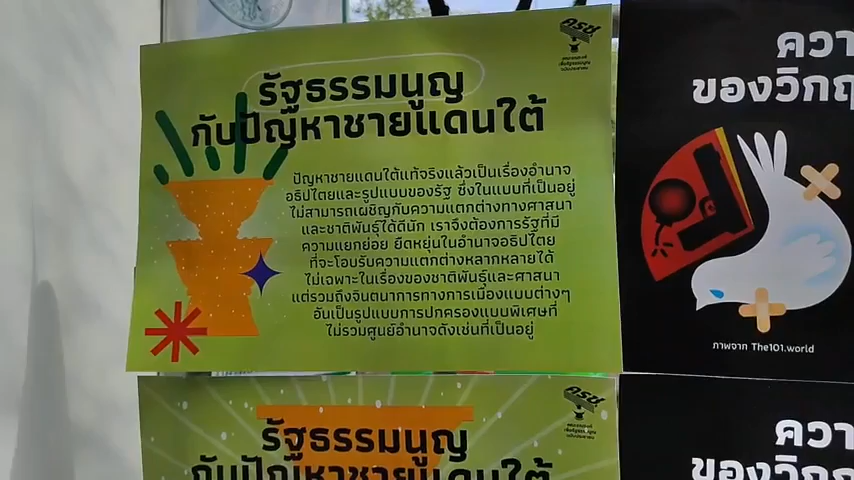 ครช.
รัฐธรรมนูญ
กับปัญหาชายแดนใต้
ปัญหาชายแดนใต้แท้จริงแล้วเป็นเรื่องอำนาจ
อธิปไตยและรูปแบบของรัฐ ซึ่งในแบบที่เป็นอยู่
ไม่สามารถเผชิญกับความแตกต่างทางศาสนา
และชาติพันธุ์ได้ดีนัก เราจึงต้องการรัฐที่มี
ความแยกย่อย ยืดหยุ่นในอำนาจอธิปไตย
ที่จะโอบรับความแตกต่างหลากหลายได้
ไม่เฉพาะในเรื่องของชาติพันธุ์และศาสนา
แต่รวมถึงจินตนาการทางการเมืองแบบต่างๆ
อันเป็นรูปแบบการปกครองแบบพิเศษที่
ไม่รวมศูนย์อำนาจดังเช่นที่เป็นอยู่
ของวิกฤ
ภาพจาก The101.world
ครช.
รัฐธรรมนูญ
กับปัญหาชายแดนใต้